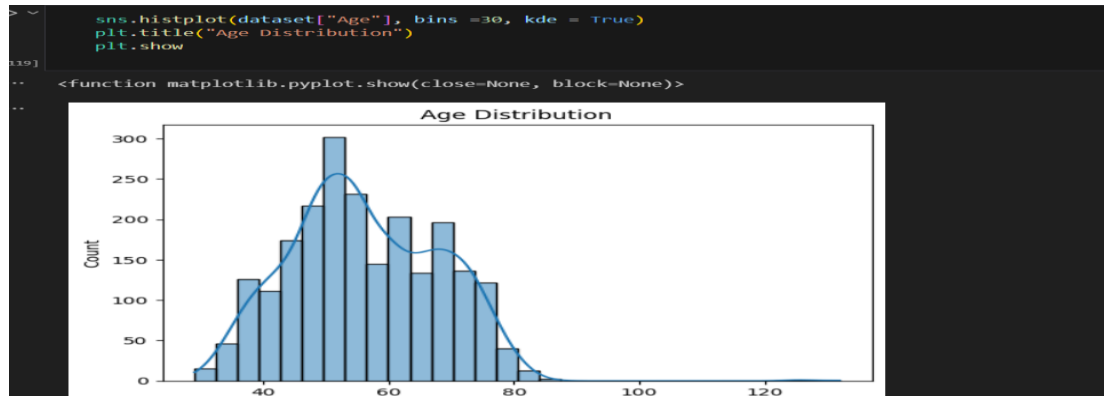 sns.histplot(dataset["Age"], bins =30, kde = True)
plt.title("Age Distribution")
plt.show
119]
<function matplotlib.pyplot.show(close=None, block=None)>
Age Distribution
300
250
200
150
100
50
0
Count
40 60 80 100 120